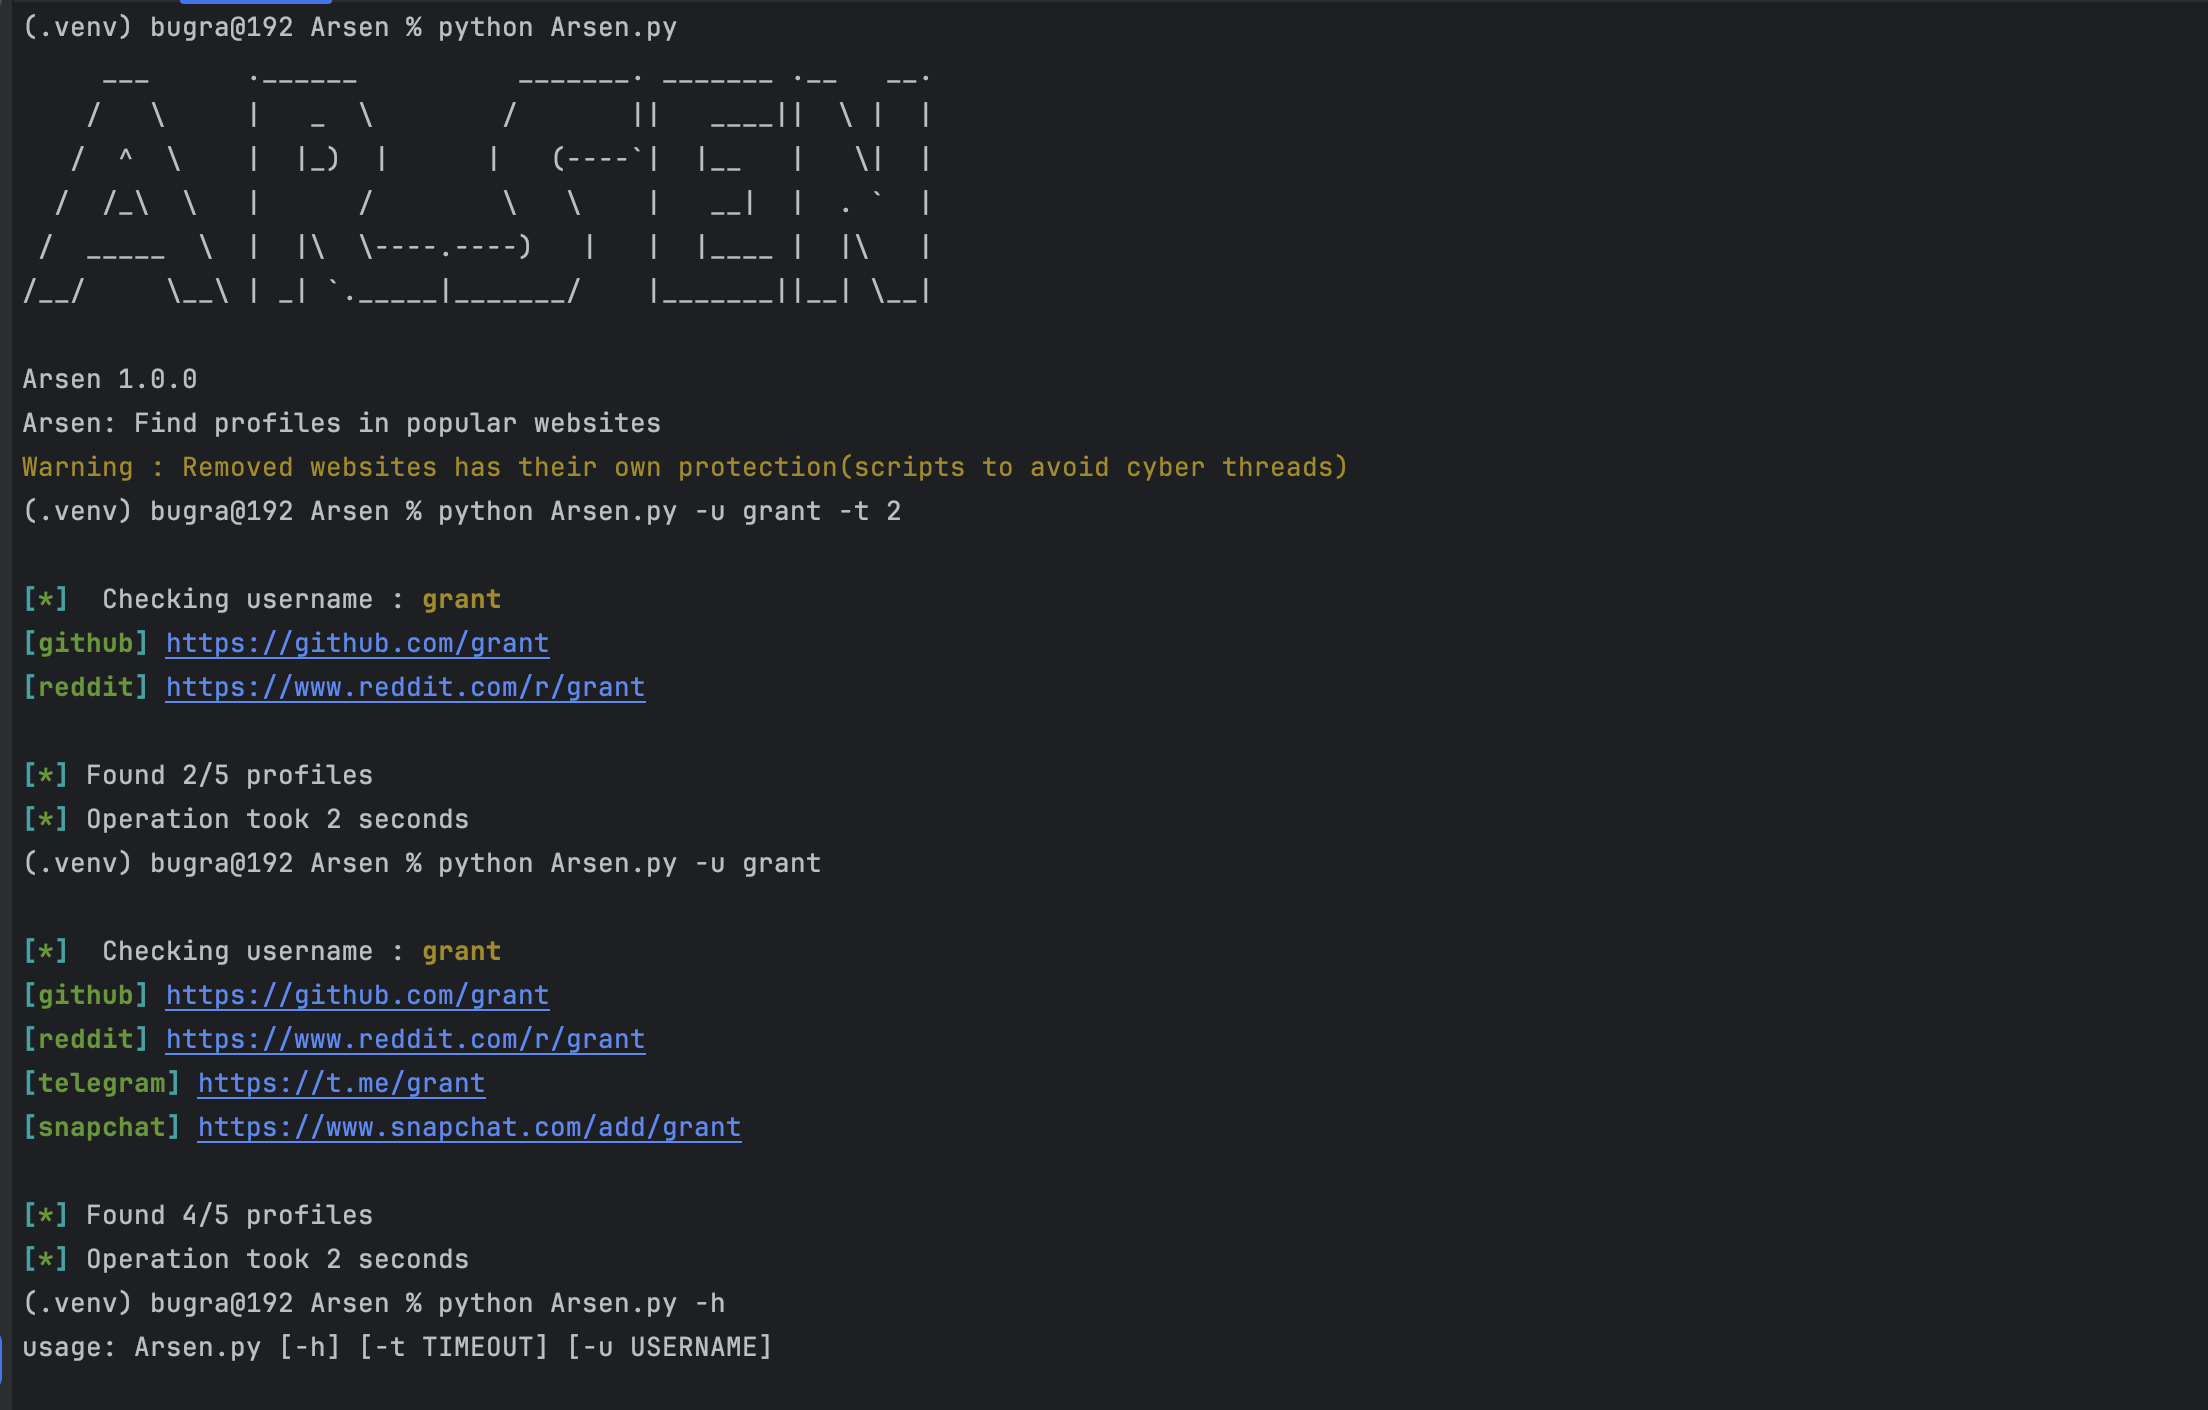 (.venv) bugra@192 Arsen % python Arsen.py
     ___      .______          _______. _______ .__   __.
    /   \     |   _  \        /       ||   ____||  \ |  |
   /  ^  \    |  |_)  |      |   (----`|  |__   |   \|  |
  /  /_\  \   |      /        \   \    |   __|  |  . `  |
 /  _____  \  |  |\  \----.----)   |   |  |____ |  |\   |
/__/     \__\ | _| `._____|_______/    |_______||__| \__|
Arsen 1.0.0
Arsen: Find profiles in popular websites
Warning : Removed websites has their own protection(scripts to avoid cyber threads)
(.venv) bugra@192 Arsen % python Arsen.py -u grant -t 2
[*]  Checking username : grant
[github] https://github.com/grant
[reddit] https://www.reddit.com/r/grant
[*] Found 2/5 profiles
[*] Operation took 2 seconds
(.venv) bugra@192 Arsen % python Arsen.py -u grant
[*]  Checking username : grant
[github] https://github.com/grant
[reddit] https://www.reddit.com/r/grant
[telegram] https://t.me/grant
[snapchat] https://www.snapchat.com/add/grant
[*] Found 4/5 profiles
[*] Operation took 2 seconds
(.venv) bugra@192 Arsen % python Arsen.py -h
usage: Arsen.py [-h] [-t TIMEOUT] [-u USERNAME]